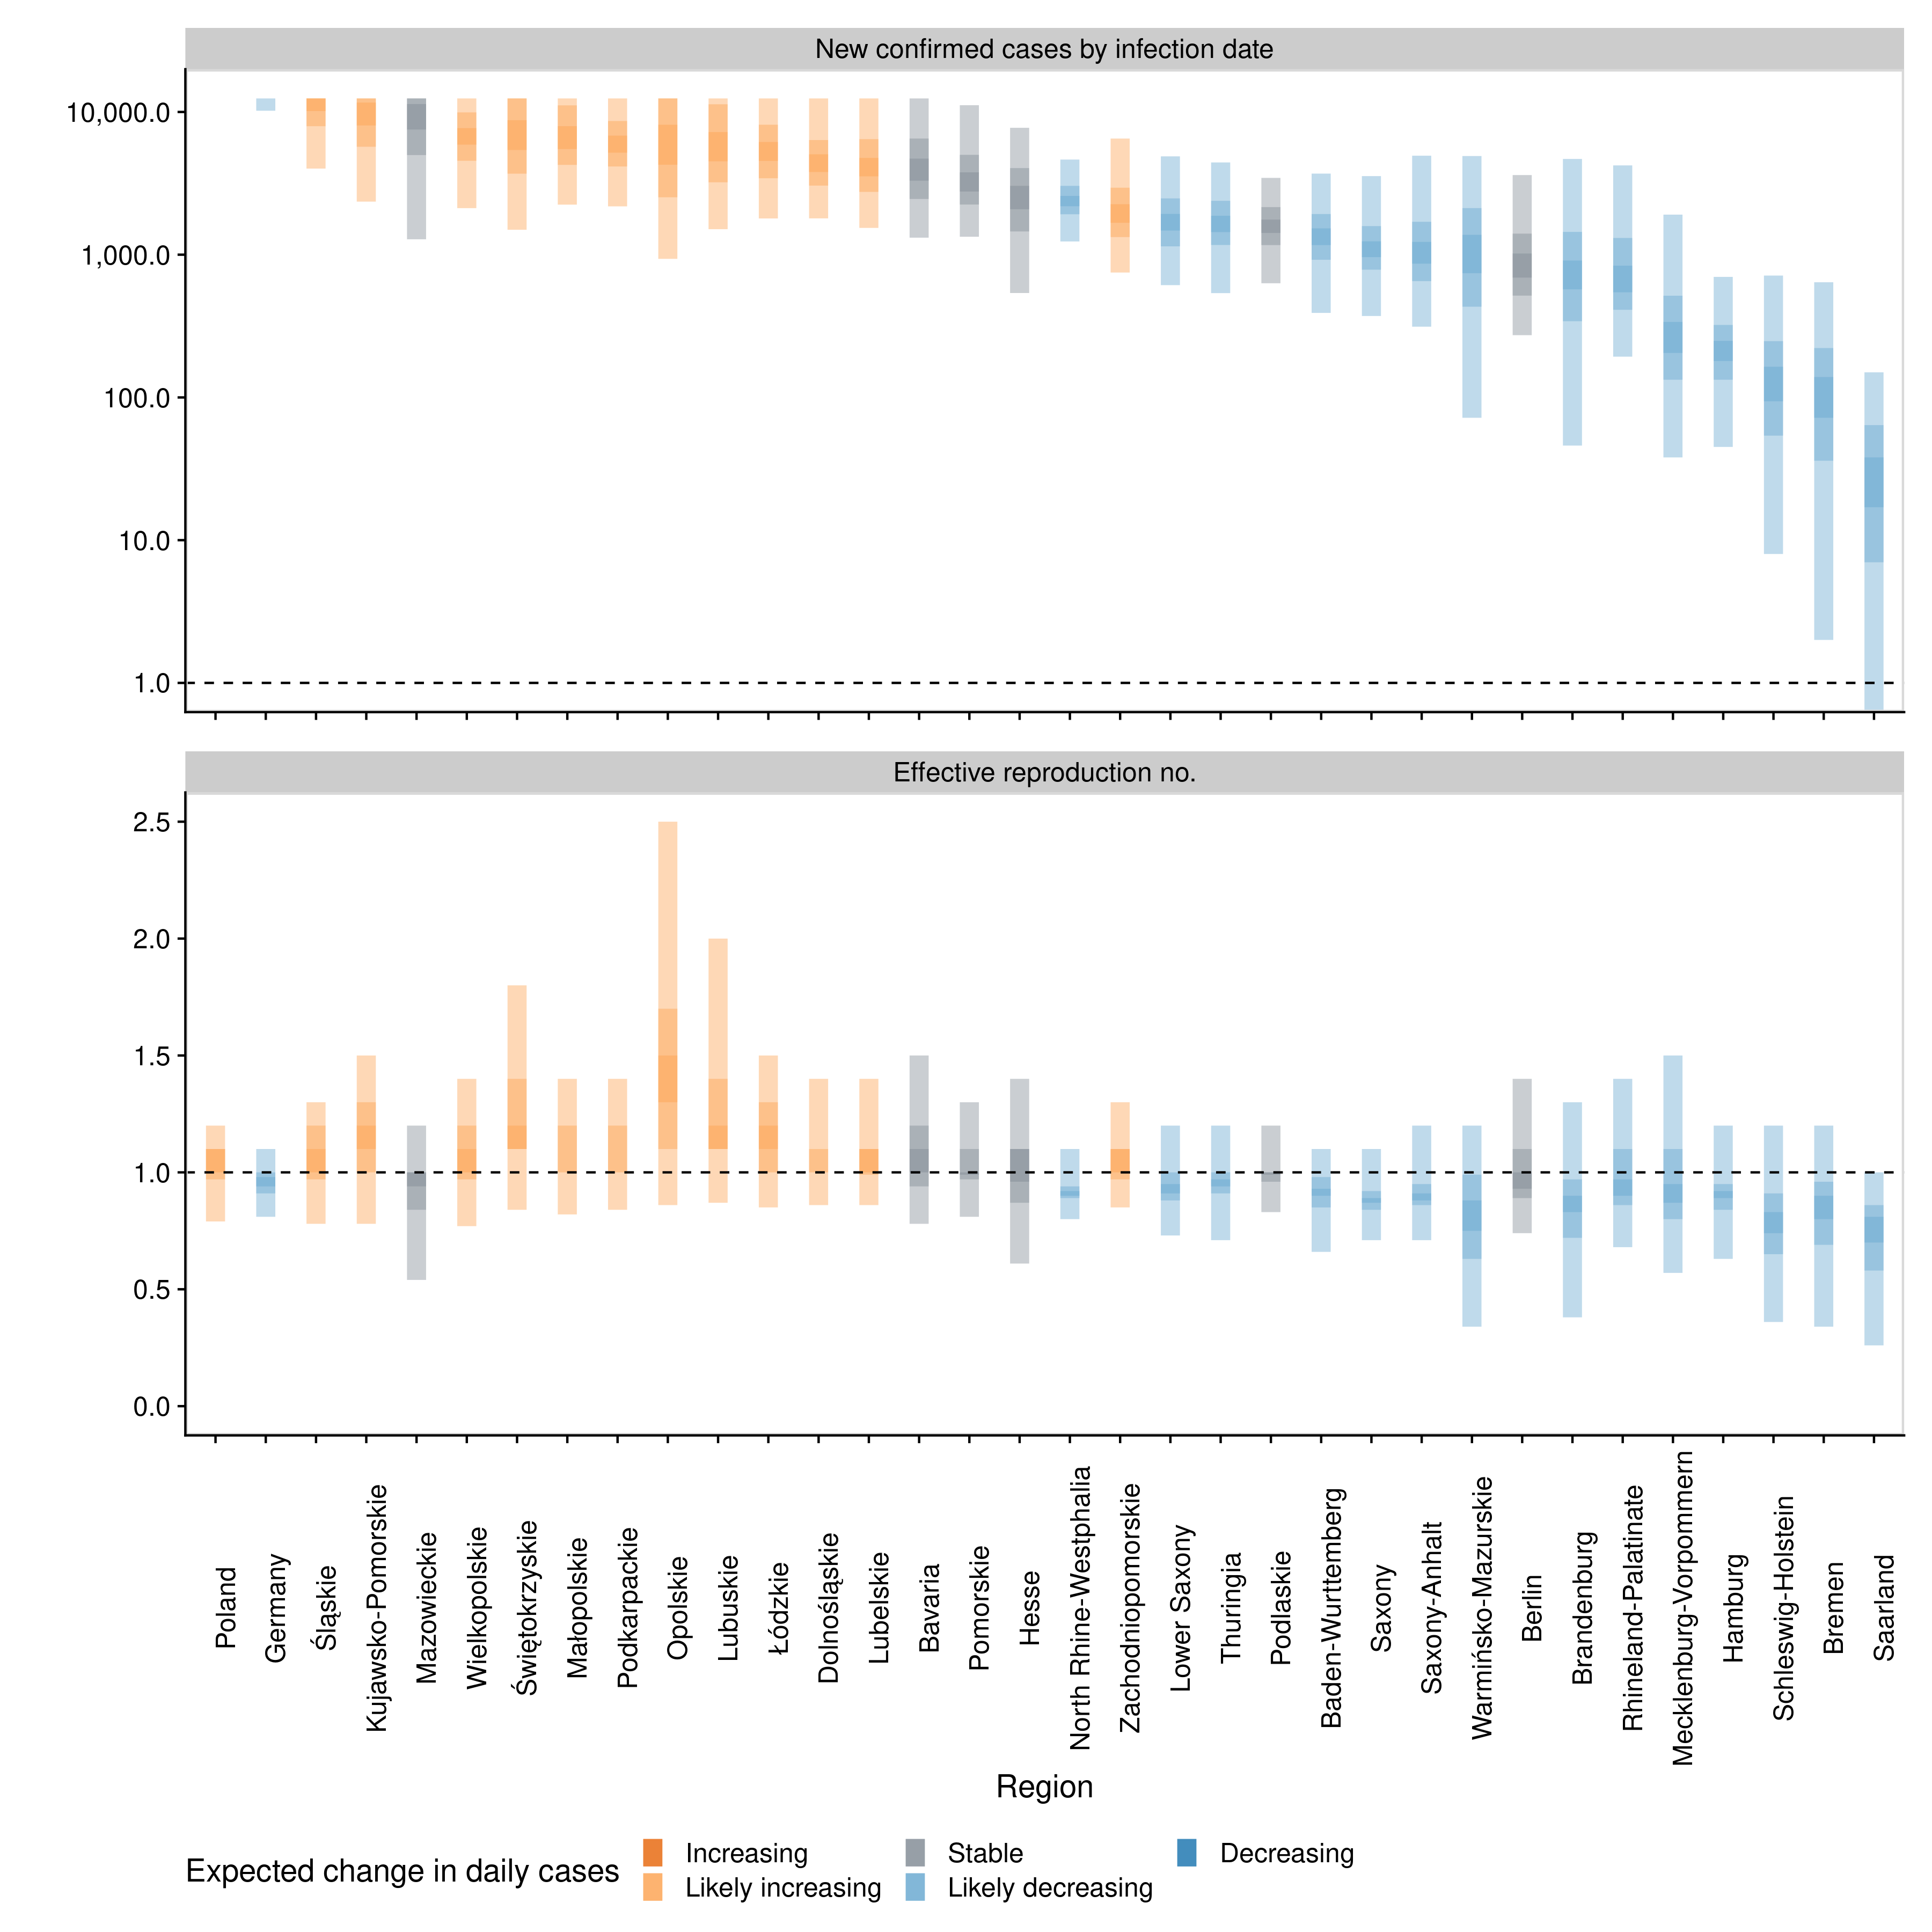 New confirmed cases by infection date
10,000.0
1,000.0
100.0
10.0
1.0
Effective reproduction no.
2.5
2.0
1.5
1.0
0.5
0.0
Poland
Germany
Śląskie
Kujawsko-Pomorskie
Mazowieckie
Wielkopolskie
Świętokrzyskie
Małopolskie
Podkarpackie
Opolskie
Lubuskie
Łódzkie
Dolnośląskie
Lubelskie
Bavaria
Pomorskie
Hesse
North Rhine-Westphalia
Zachodniopomorskie
Lower Saxony
Thuringia
Podlaskie
Baden-Wurttemberg
Saxony
Saxony-Anhalt
Warmińsko-Mazurskie
Berlin
Brandenburg
Rhineland-Palatinate
Mecklenburg-Vorpommern
Hamburg
Schleswig-Holstein
Bremen
Saarland
Region
Expected change in daily cases
Increasing
Likely increasing
Stable
Likely decreasing
Decreasing